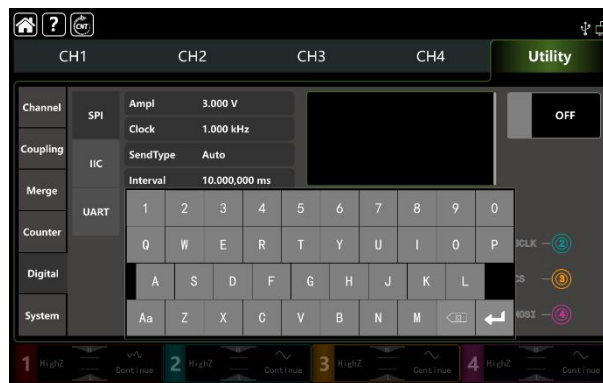 ? CNT
CH1 CH2 CH3 CH4 Utility
Channel SPI Ampl 3.000 V OFF
Clock 1.000 kHz
Coupling IIC SendType Auto
Interval 10.000,000 ms
Merge UART
1 2 3 4 5 6 7 8 9 0
Counter
Q W E R T Y U I O P SCLK 2
Digital A S D F G H J K L CS 3
System Aa Z X C V B N M MOSI 4
1 HighZ Continue 2 HighZ Continue 3 HighZ Continue 4 HighZ Continue